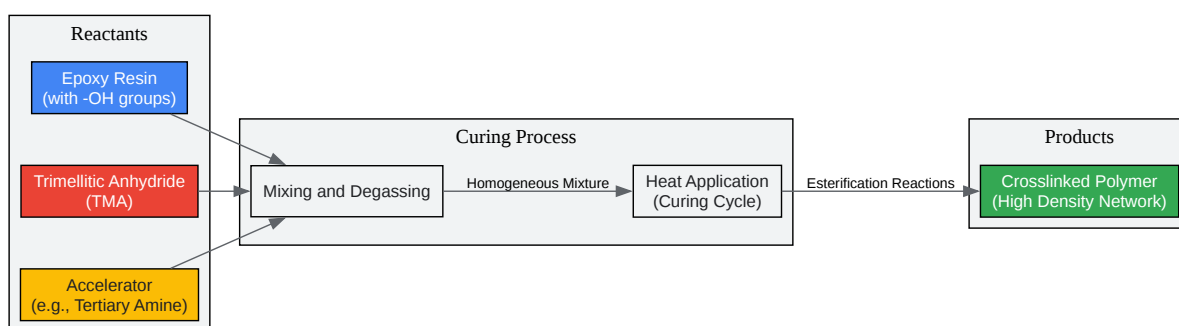 Reactants
Epoxy Resin
(with -OH groups)
Trimellitic Anhydride
(TMA)
Accelerator
(e.g., Tertiary Amine)
Curing Process
Mixing and Degassing
Homogeneous Mixture
Heat Application
(Curing Cycle)
Esterification Reactions
Products
Crosslinked Polymer
(High Density Network)